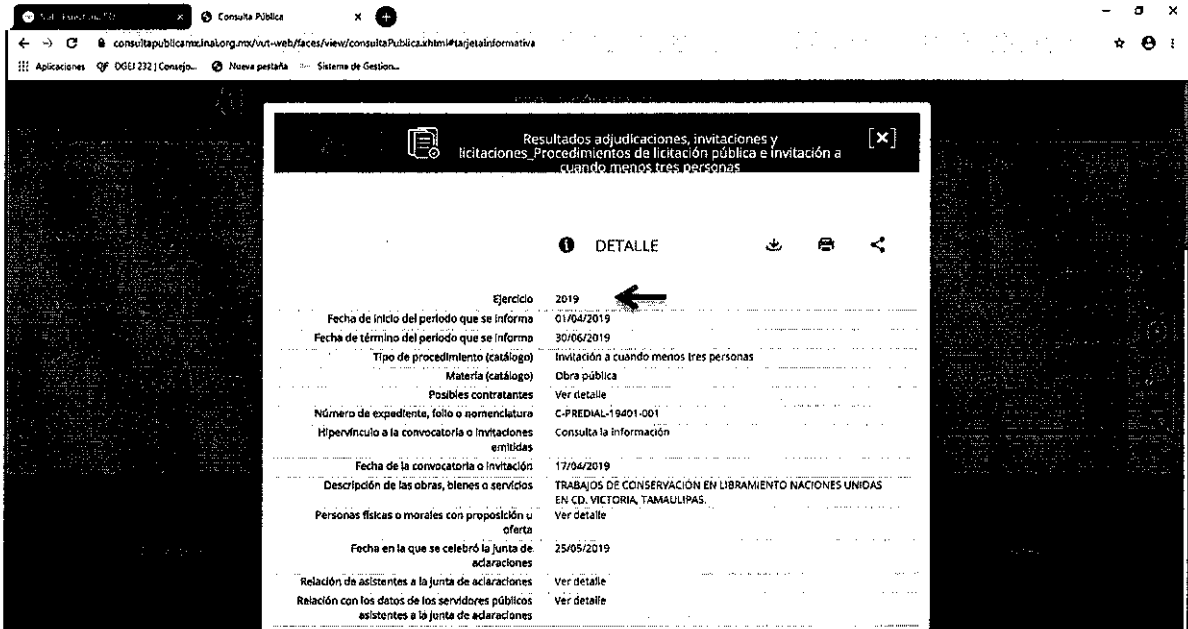 Consulta Pública
consultapublicamx.inai.org.mx/vut-web/faces/view/consultaPublica.xhtml#tarjetainformativa
Aplicaciones DGEJ 232 | Consejo... Nueva pestaña Sistema de Gestion...
Resultados adjudicaciones, invitaciones y
licitaciones_Procedimientos de licitación pública e invitación a
cuando menos tres personas
[×]
DETALLE
Ejercicio 2019
Fecha de inicio del periodo que se informa 01/04/2019
Fecha de término del periodo que se informa 30/06/2019
Tipo de procedimiento (catálogo) Invitación a cuando menos tres personas
Materia (catálogo) Obra pública
Posibles contratantes Ver detalle
Número de expediente, folio o nomenclatura C-PREDIAL-19401-001
Hipervínculo a la convocatoria o invitaciones Consulta la información
emitidas
Fecha de la convocatoria o invitación 17/04/2019
Descripción de las obras, bienes o servicios TRABAJOS DE CONSERVACIÓN EN LIBRAMIENTO NACIONES UNIDAS
EN CD. VICTORIA, TAMAULIPAS.
Personas físicas o morales con proposición u Ver detalle
oferta
Fecha en la que se celebró la junta de 25/05/2019
aclaraciones
Relación de asistentes a la junta de aclaraciones Ver detalle
Relación con los datos de los servidores públicos Ver detalle
asistentes a la junta de aclaraciones